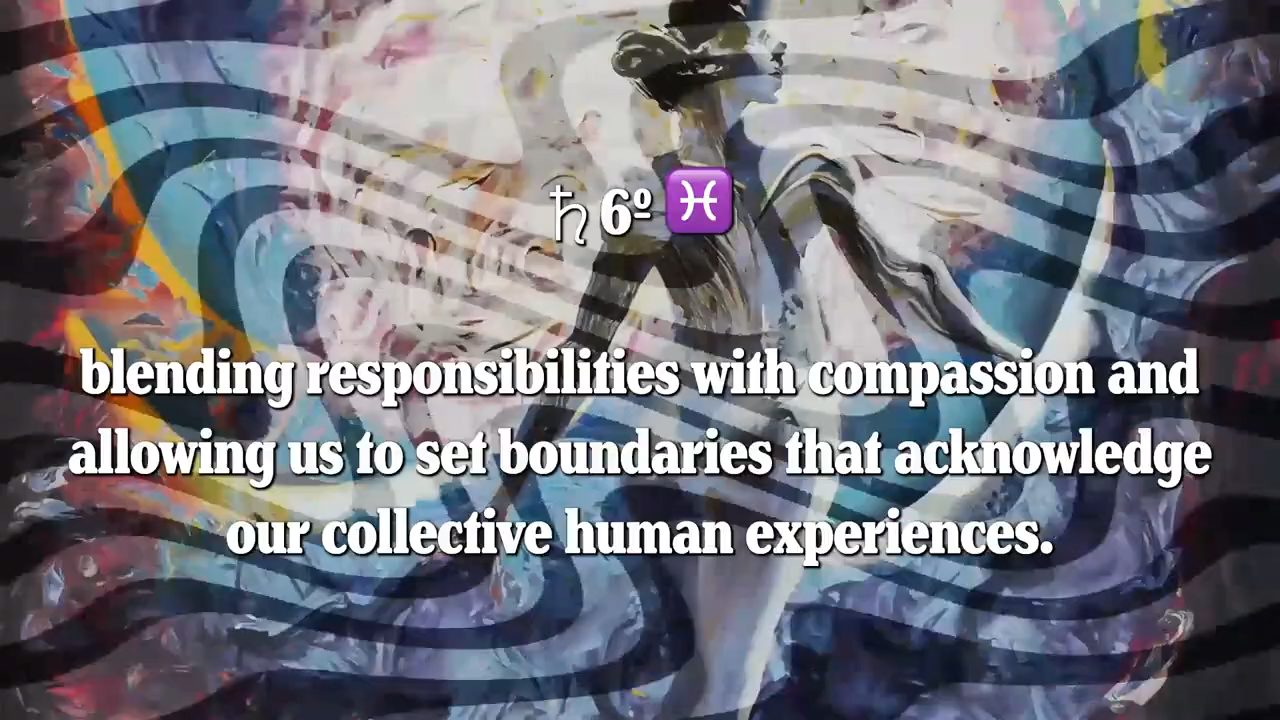 ♄ 6º ♓
blending responsibilities with compassion and
allowing us to set boundaries that acknowledge
our collective human experiences.